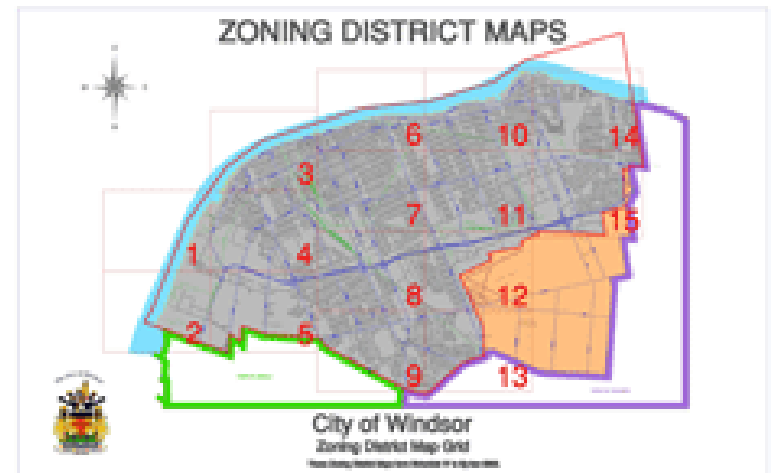 ZONING DISTRICT MAPS
6 10 14
3
7 11 15
1 4
8 12
2 5
9 13
City of Windsor
Zoning District Map Grid